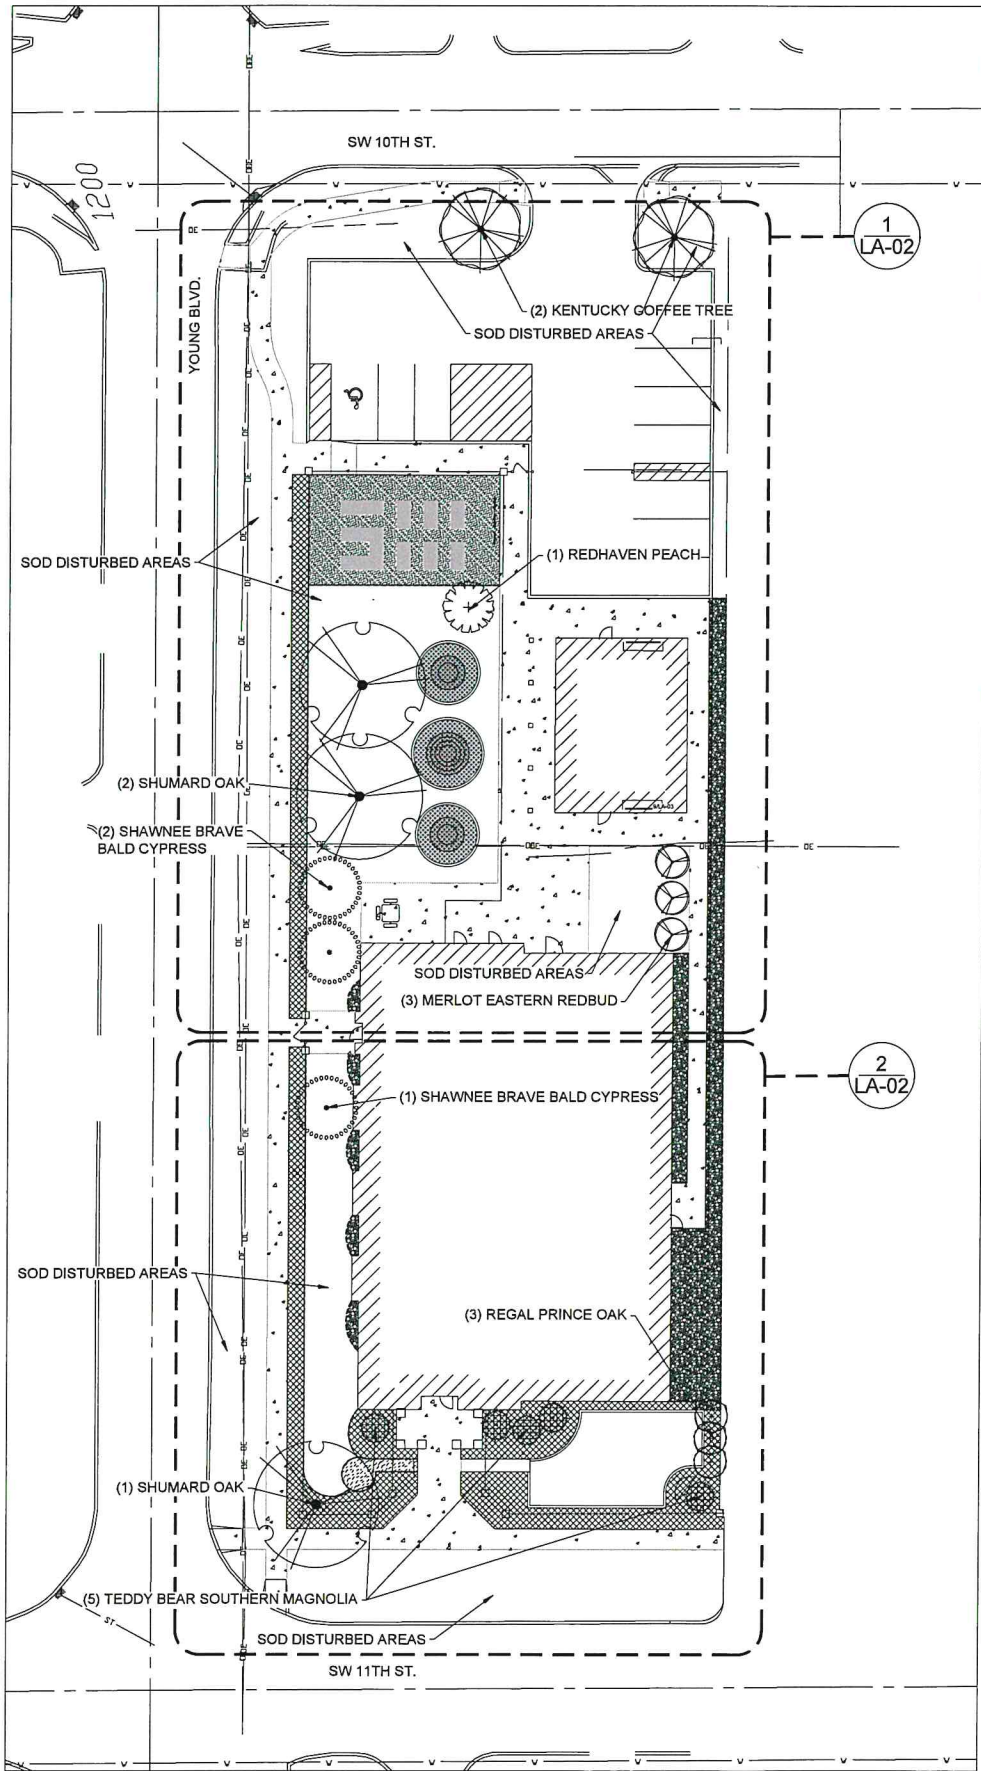 SW 10TH ST.
1200
1
LA-02
DE
YOUNG BLVD.
(2) KENTUCKY COFFEE TREE
SOD DISTURBED AREAS
(1) REDHAVEN PEACH
SOD DISTURBED AREAS
(2) SHUMARD OAK
(2) SHAWNEE BRAVE
BALD CYPRESS
DE
SOD DISTURBED AREAS
(3) MERLOT EASTERN REDBUD
2
LA-02
(1) SHAWNEE BRAVE BALD CYPRESS
SOD DISTURBED AREAS
(3) REGAL PRINCE OAK
(1) SHUMARD OAK
(5) TEDDY BEAR SOUTHERN MAGNOLIA
ST
SOD DISTURBED AREAS
SW 11TH ST.